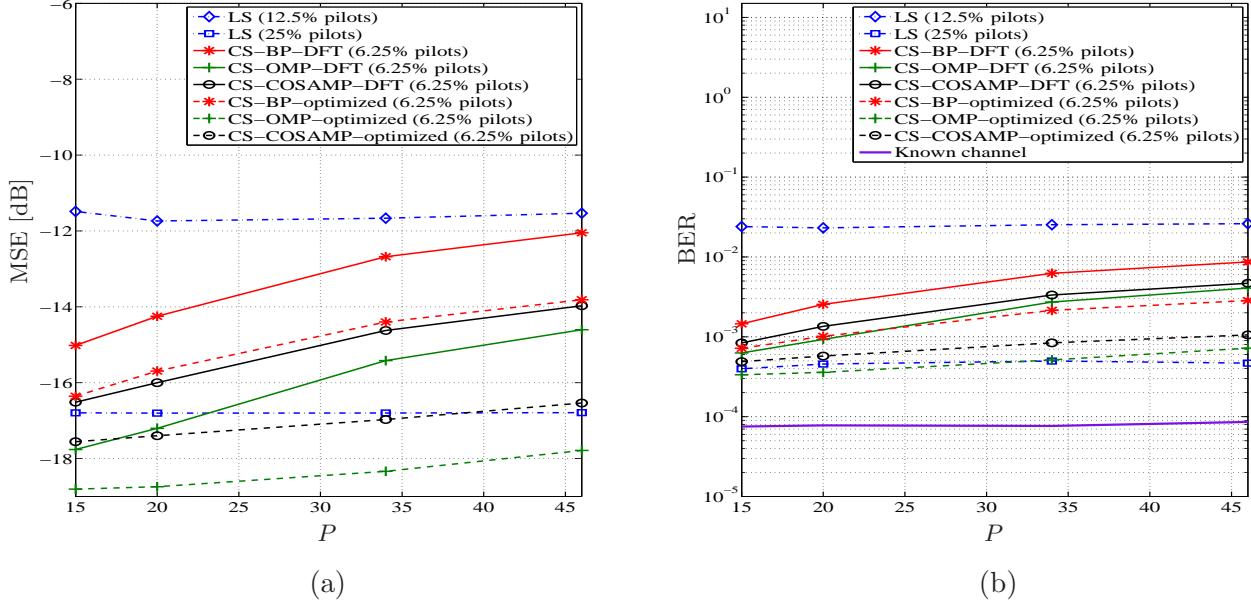 −6
−8
−10
−12
−14
−16
−18
MSE [dB]
LS (12.5% pilots)
LS (25% pilots)
CS−BP−DFT (6.25% pilots)
CS−OMP−DFT (6.25% pilots)
CS−COSAMP−DFT (6.25% pilots)
CS−BP−optimized (6.25% pilots)
CS−OMP−optimized (6.25% pilots)
CS−COSAMP−optimized (6.25% pilots)
15 20 25 30 35 40 45
P
(a)
10^1
10^0
10^−1
10^−2
10^−3
10^−4
10^−5
BER
LS (12.5% pilots)
LS (25% pilots)
CS−BP−DFT (6.25% pilots)
CS−OMP−DFT (6.25% pilots)
CS−COSAMP−DFT (6.25% pilots)
CS−BP−optimized (6.25% pilots)
CS−OMP−optimized (6.25% pilots)
CS−COSAMP−optimized (6.25% pilots)
Known channel
15 20 25 30 35 40 45
P
(b)